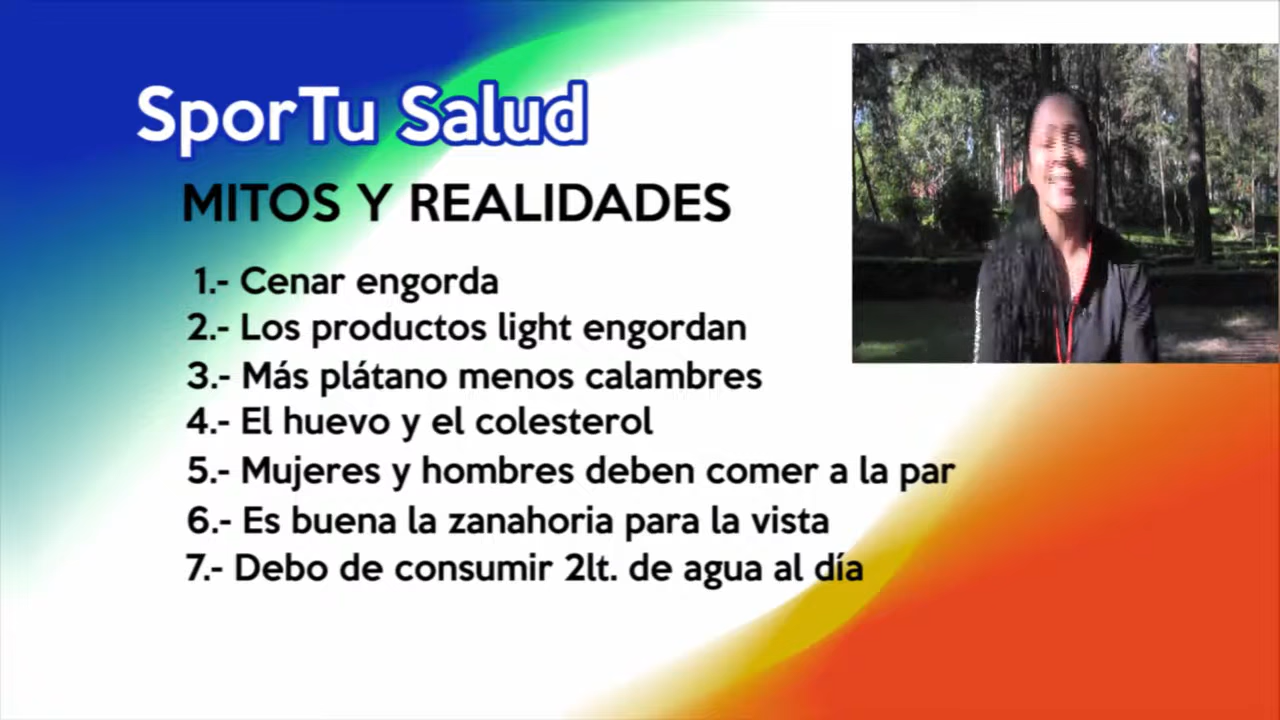 SporTu Salud
MITOS Y REALIDADES
1.- Cenar engorda
2.- Los productos light engordan
3.- Más plátano menos calambres
4.- El huevo y el colesterol
5.- Mujeres y hombres deben comer a la par
6.- Es buena la zanahoria para la vista
7.- Debo de consumir 2lt. de agua al día